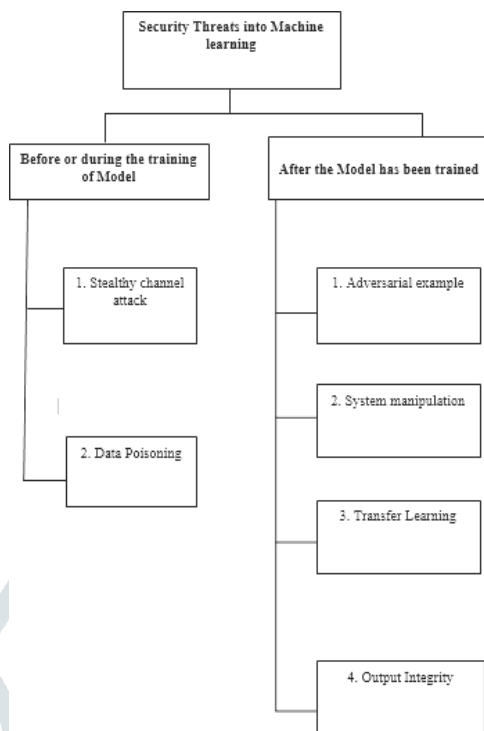 Security Threats into Machine
learning
Before or during the training
of Model
After the Model has been trained
1. Stealthy channel
attack
1. Adversarial example
2. System manipulation
2. Data Poisoning
3. Transfer Learning
4. Output Integrity